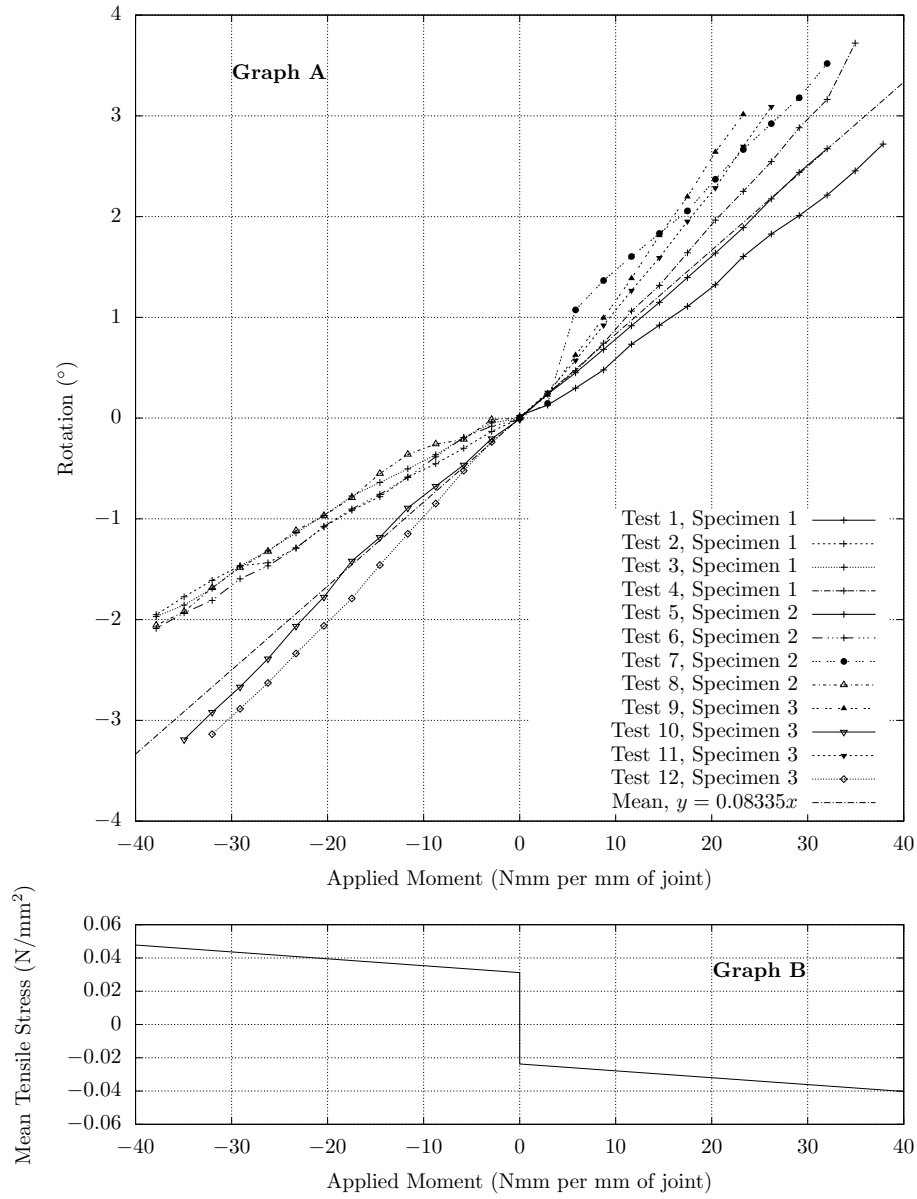 Graph A
4
3
2
1
0
−1
−2
−3
−4
Rotation (°)
Test 1, Specimen 1
Test 2, Specimen 1
Test 3, Specimen 1
Test 4, Specimen 1
Test 5, Specimen 2
Test 6, Specimen 2
Test 7, Specimen 2
Test 8, Specimen 2
Test 9, Specimen 3
Test 10, Specimen 3
Test 11, Specimen 3
Test 12, Specimen 3
Mean, y = 0.08335x
−40 −30 −20 −10 0 10 20 30 40
Applied Moment (Nmm per mm of joint)
Graph B
0.06
0.04
0.02
0
−0.02
−0.04
−0.06
Mean Tensile Stress (N/mm²)
−40 −30 −20 −10 0 10 20 30 40
Applied Moment (Nmm per mm of joint)